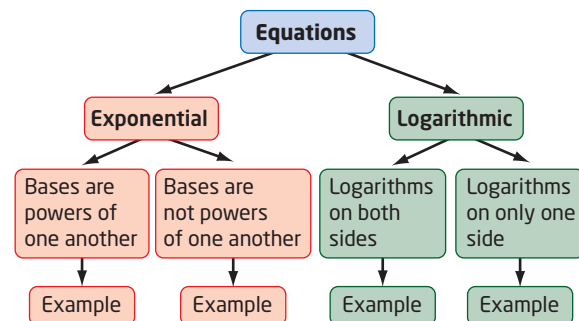 Equations
Exponential
Logarithmic
Bases are
powers of
one another
Bases are
not powers
of one another
Logarithms
on both
sides
Logarithms
on only one
side
Example
Example
Example
Example